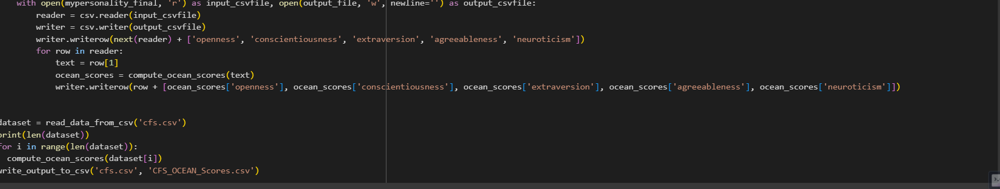 with open(mypersonality_final, 'r') as input_csvfile, open(output_file, 'w', newline='') as output_csvfile:
reader = csv.reader(input_csvfile)
writer = csv.writer(output_csvfile)
writer.writerow(next(reader) + ['openness', 'conscientiousness', 'extraversion', 'agreeableness', 'neuroticism'])
for row in reader:
text = row[1]
ocean_scores = compute_ocean_scores(text)
writer.writerow(row + [ocean_scores['openness'], ocean_scores['conscientiousness'], ocean_scores['extraversion'], ocean_scores['agreeableness'], ocean_scores['neuroticism']])
dataset = read_data_from_csv('cfs.csv')
print(len(dataset))
for i in range(len(dataset)):
compute_ocean_scores(dataset[i])
write_output_to_csv('cfs.csv', 'CFS_OCEAN_Scores.csv')